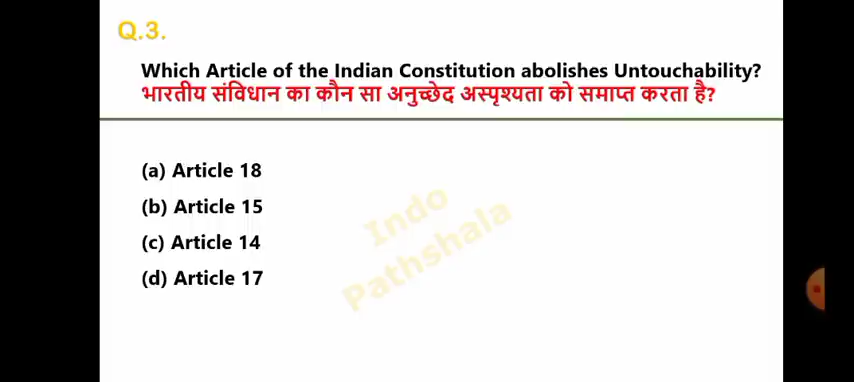 Q.3.
Which Article of the Indian Constitution abolishes Untouchability?
भारतीय संविधान का कौन सा अनुच्छेद अस्पृश्यता को समाप्त करता है?
(a) Article 18
(b) Article 15
(c) Article 14
(d) Article 17
Indo
Pathshala